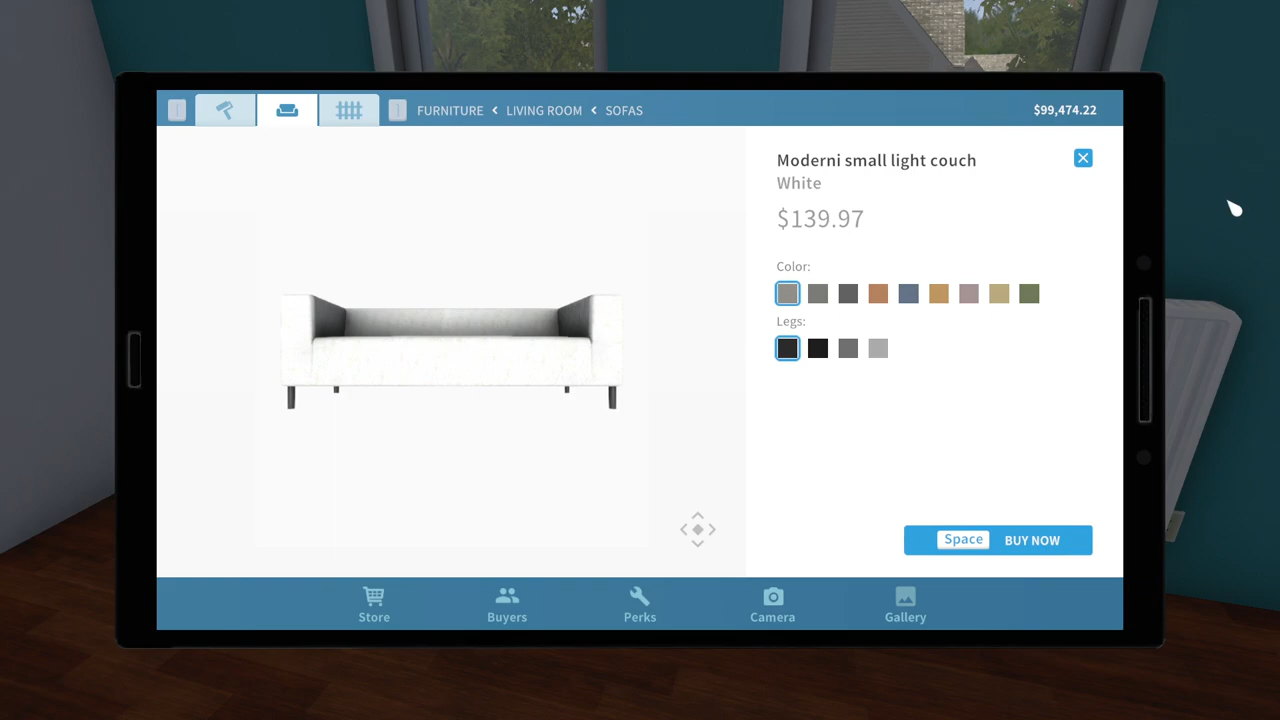 FURNITURE < LIVING ROOM < SOFAS
$99,474.22
Moderni small light couch
White
$139.97
Color:
Legs:
Space BUY NOW
Store Buyers Perks Camera Gallery